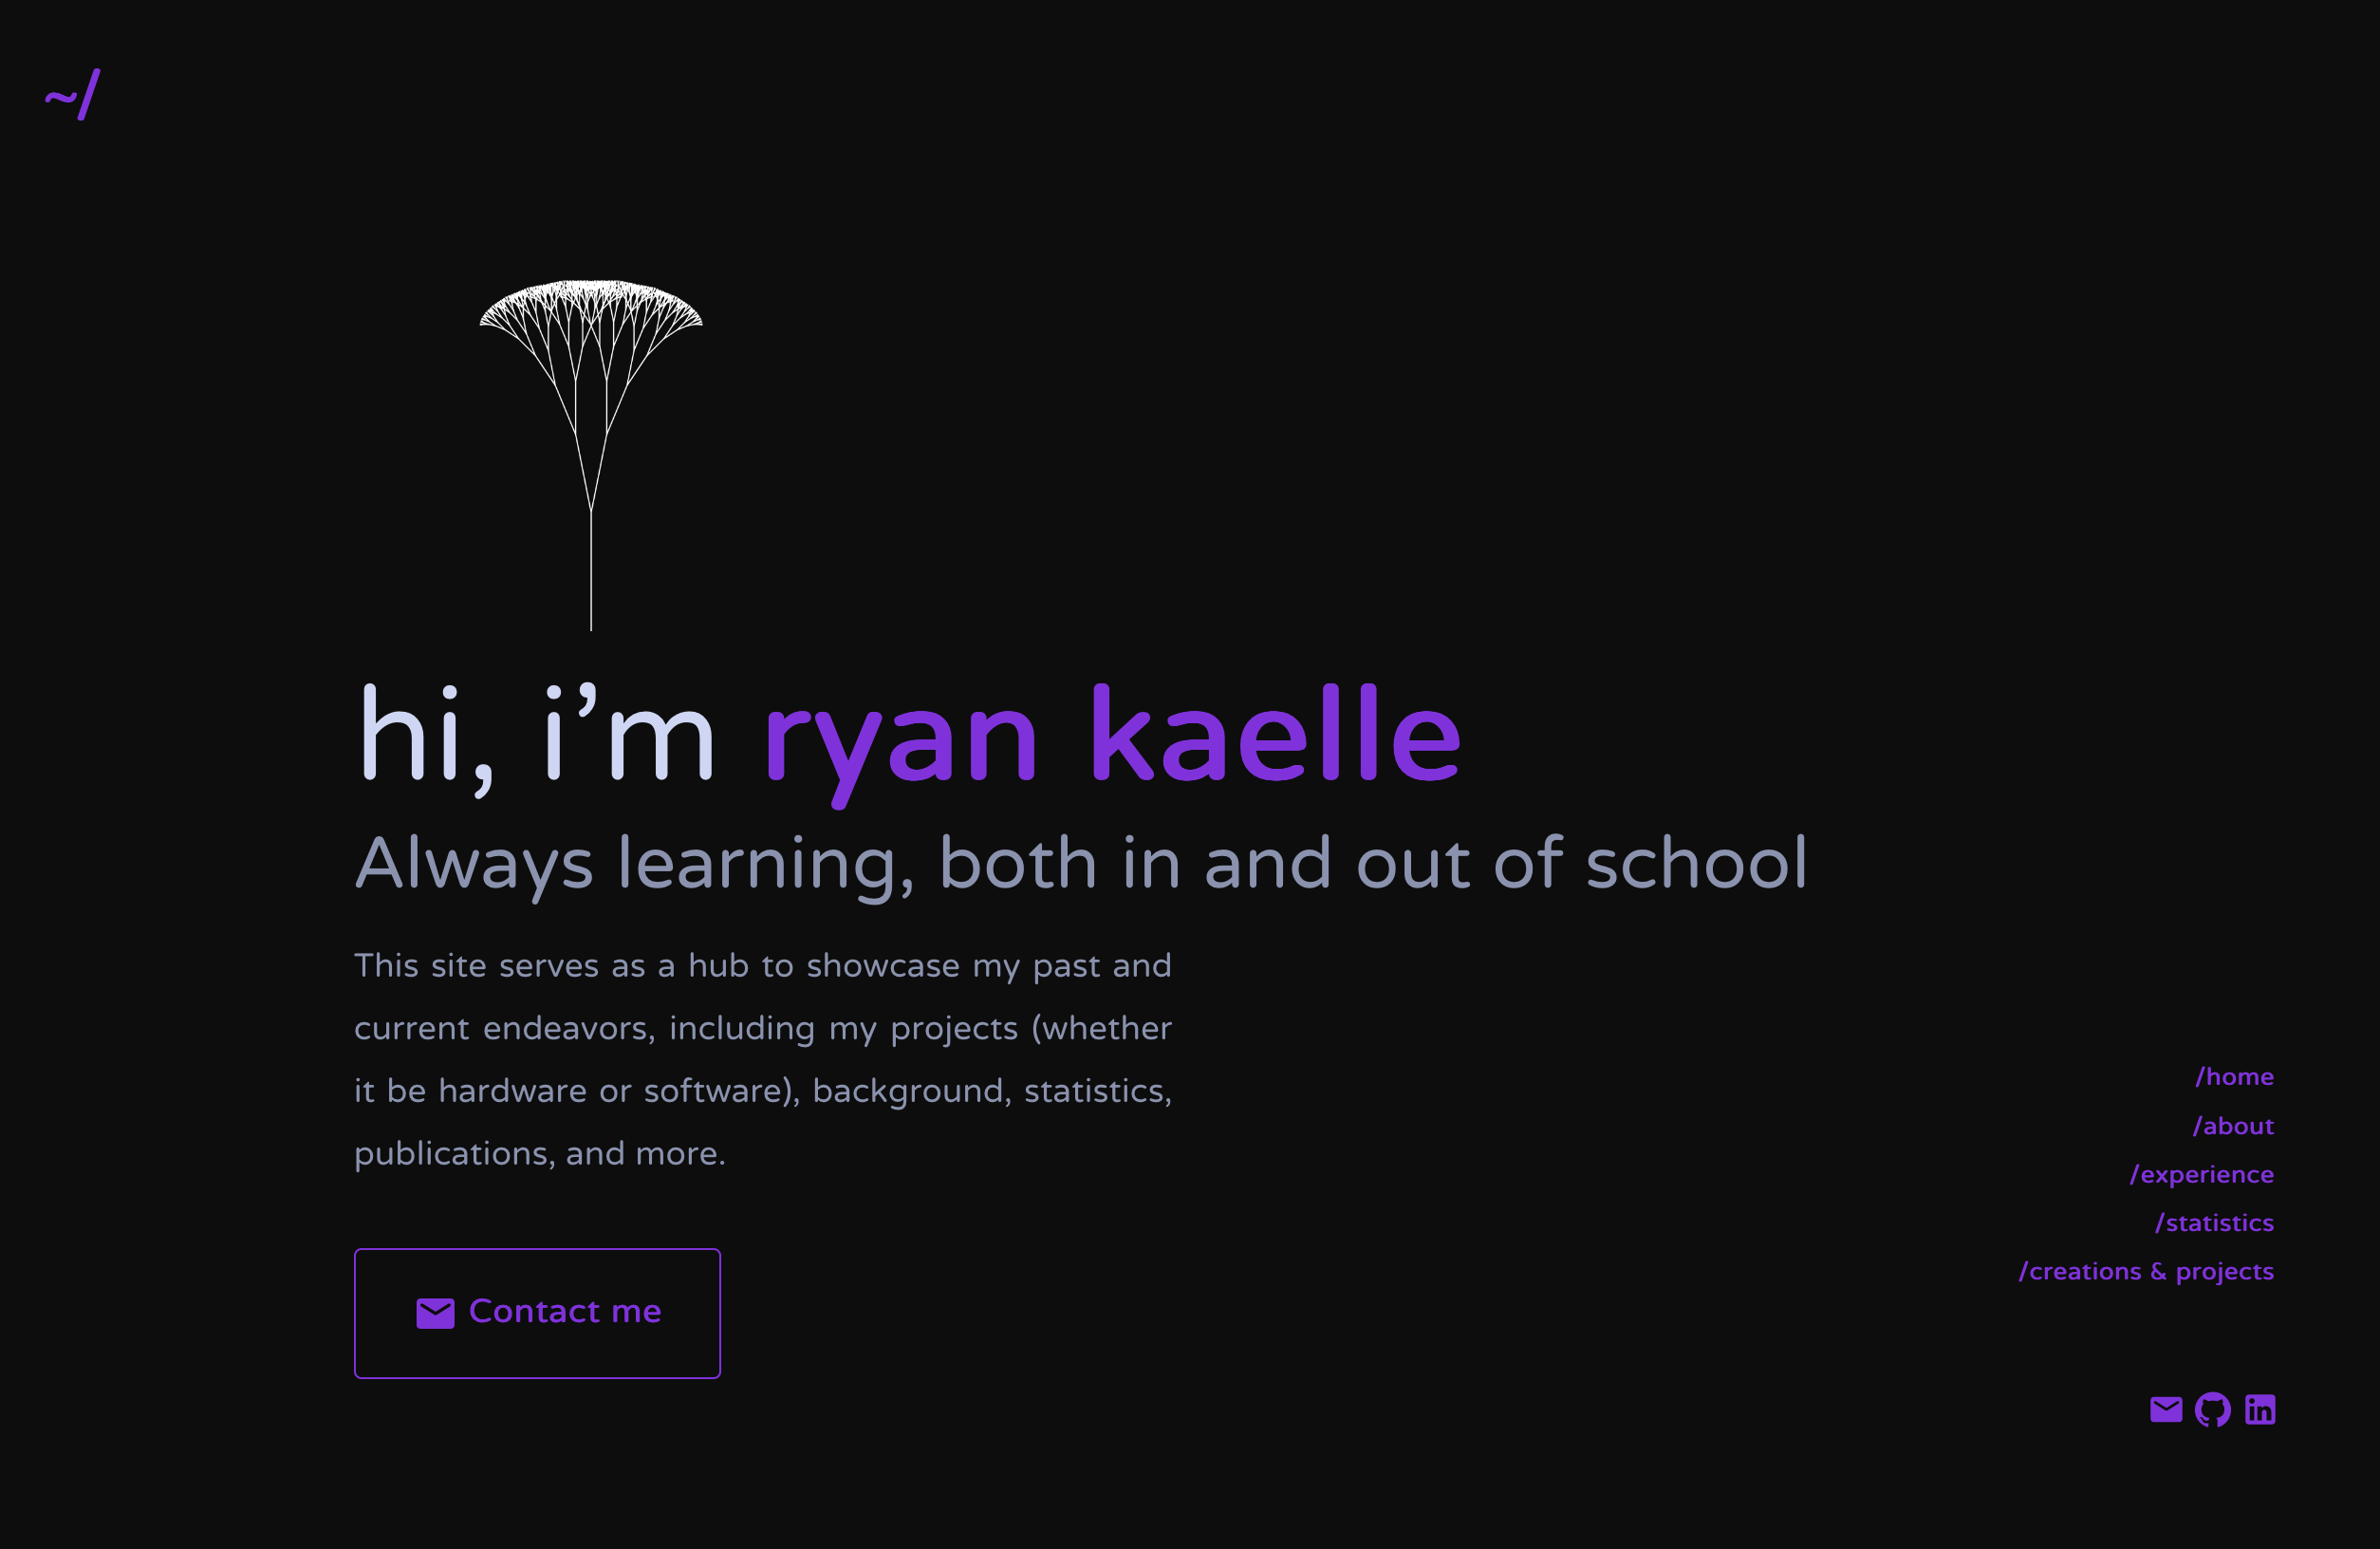 ~/
hi, i’m ryan kaelle
Always learning, both in and out of school
This site serves as a hub to showcase my past and
current endeavors, including my projects (whether
it be hardware or software), background, statistics,
publications, and more.
Contact me
/home
/about
/experience
/statistics
/creations & projects
in